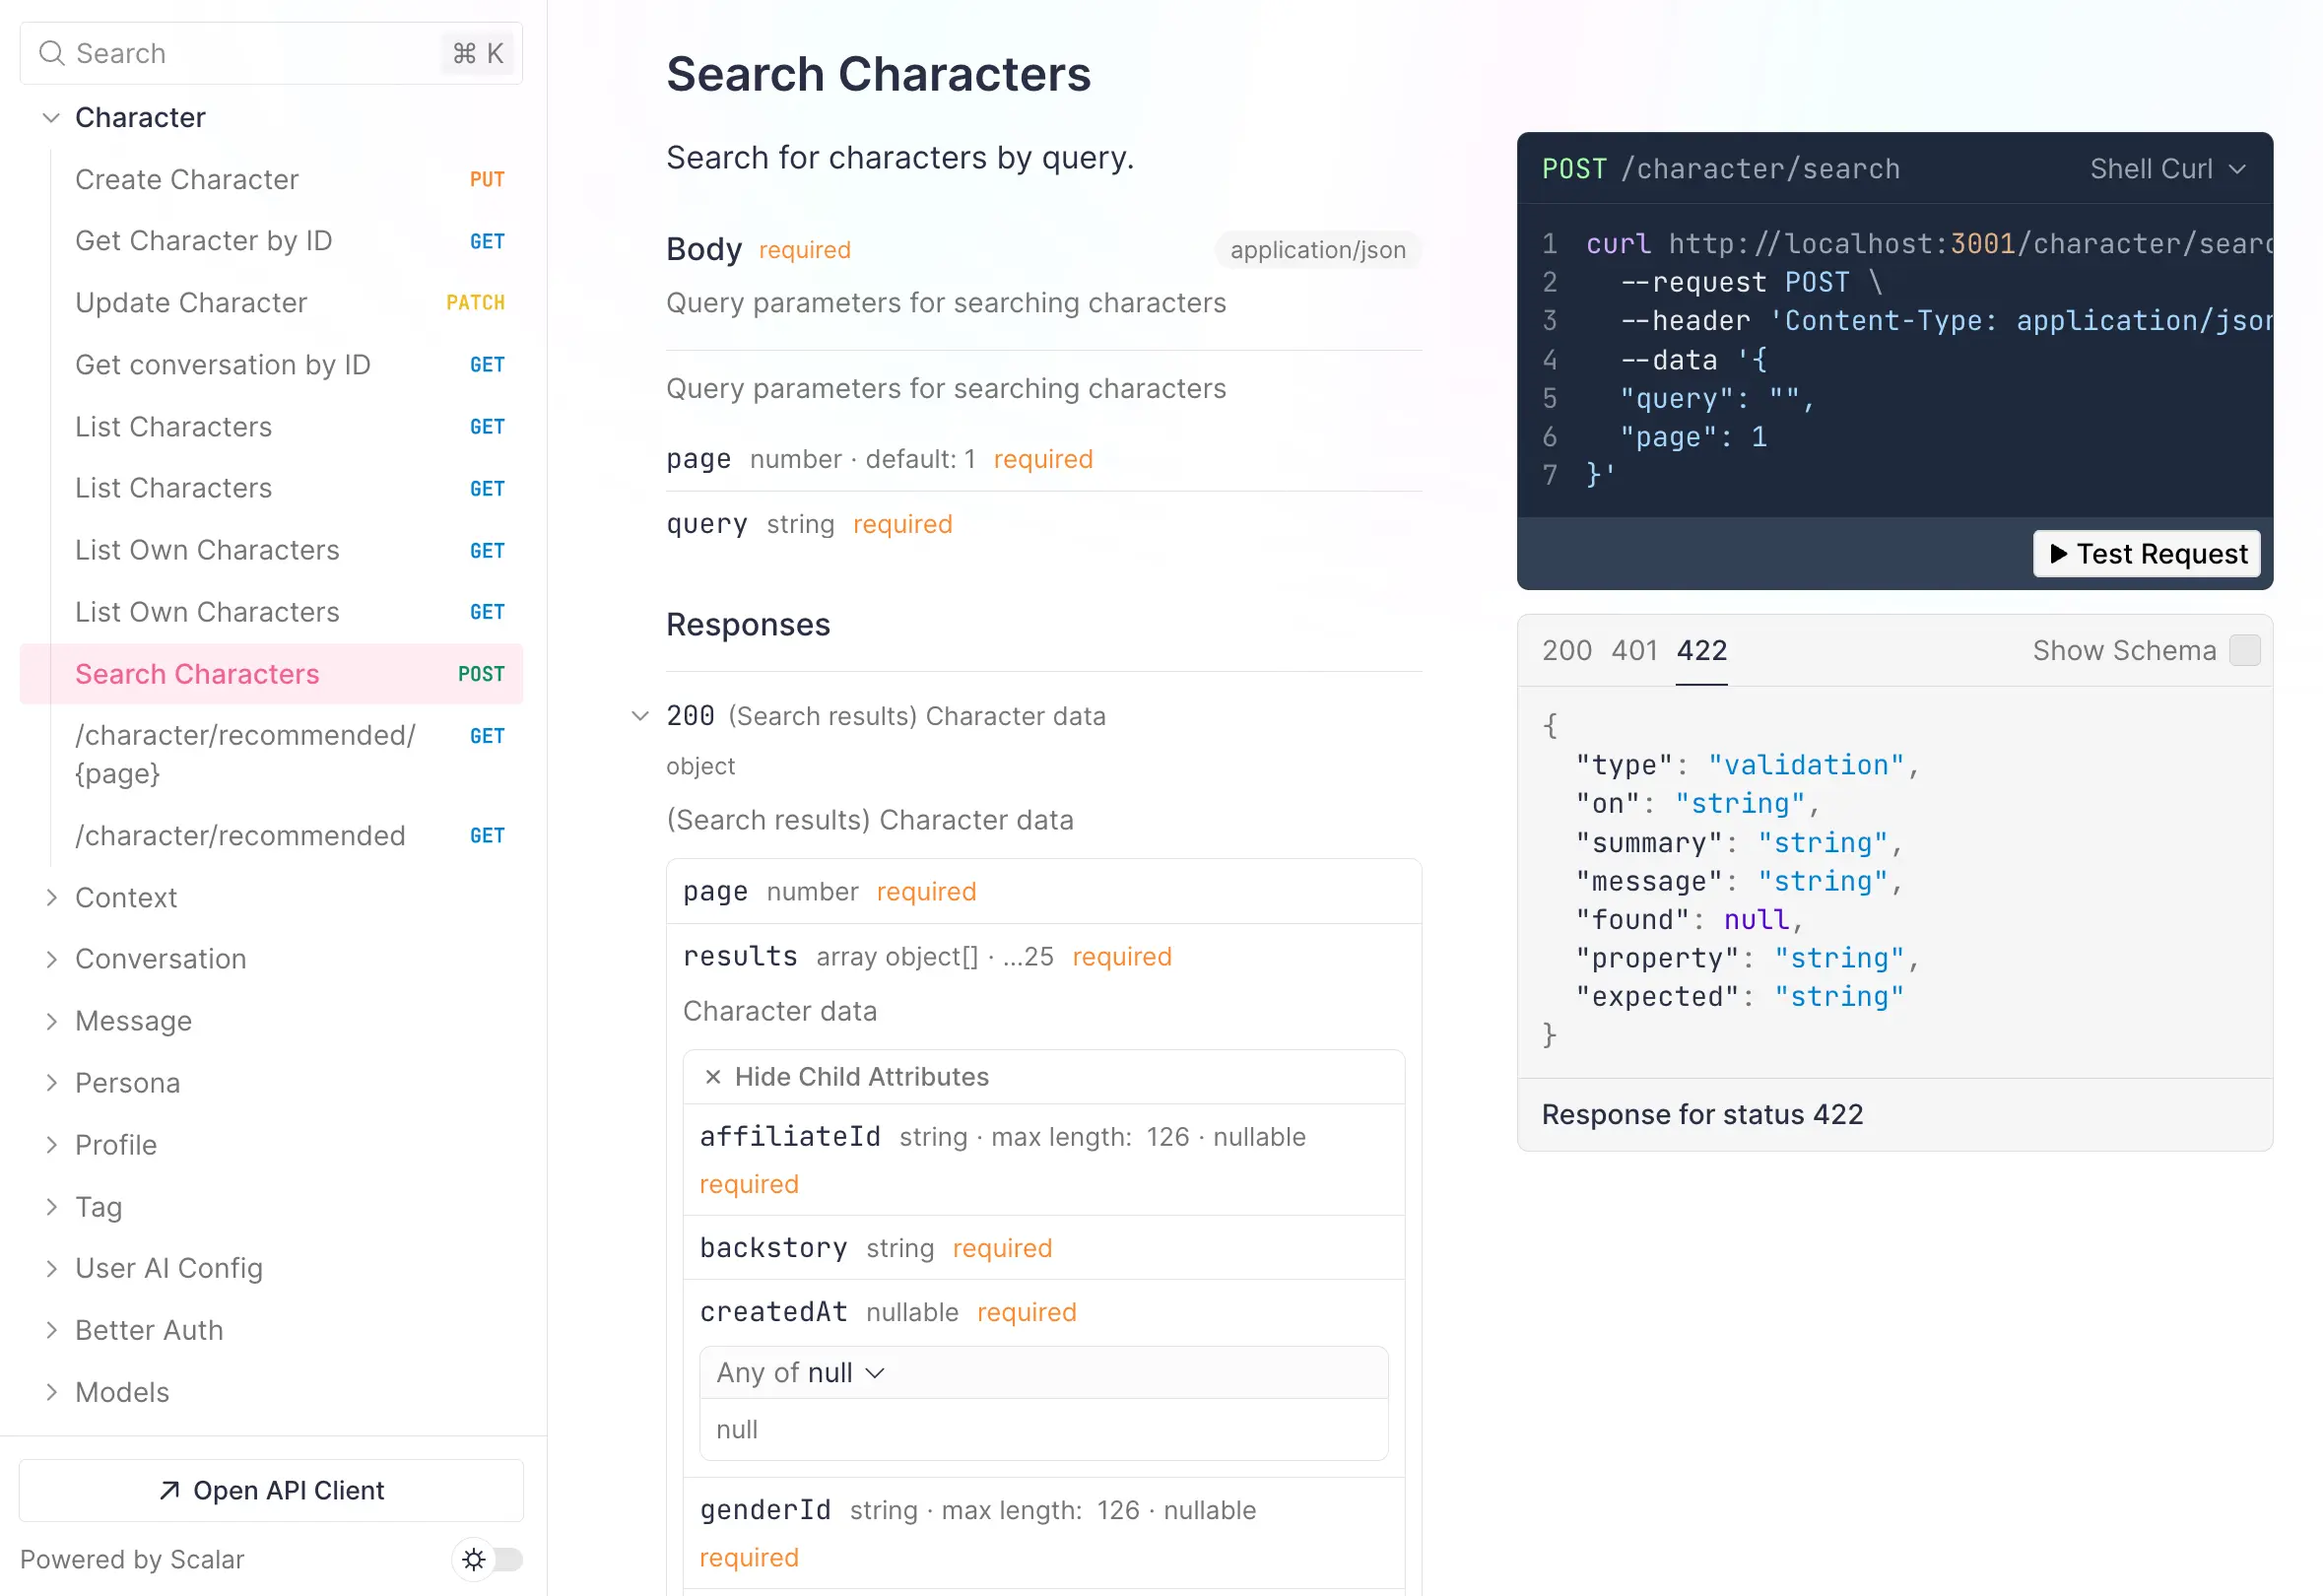 Search ⌘ K
Character
Create Character PUT
Get Character by ID GET
Update Character PATCH
Get conversation by ID GET
List Characters GET
List Characters GET
List Own Characters GET
List Own Characters GET
Search Characters POST
/character/recommended/ GET
{page}
/character/recommended GET
Context
Conversation
Message
Persona
Profile
Tag
User AI Config
Better Auth
Models
Open API Client
Powered by Scalar
Search Characters
Search for characters by query.
Body required application/json
Query parameters for searching characters
Query parameters for searching characters
page number · default: 1 required
query string required
Responses
200 (Search results) Character data
object
(Search results) Character data
page number required
results array object[] · ...25 required
Character data
× Hide Child Attributes
affiliateId string · max length: 126 · nullable
required
backstory string required
createdAt nullable required
Any of null
null
genderId string · max length: 126 · nullable
required
POST /character/search Shell Curl
1 curl http://localhost:3001/character/searc
2 --request POST \
3 --header 'Content-Type: application/json
4 --data '{
5 "query": "",
6 "page": 1
7 }'
Test Request
200 401 422 Show Schema
{
"type": "validation",
"on": "string",
"summary": "string",
"message": "string",
"found": null,
"property": "string",
"expected": "string"
}
Response for status 422